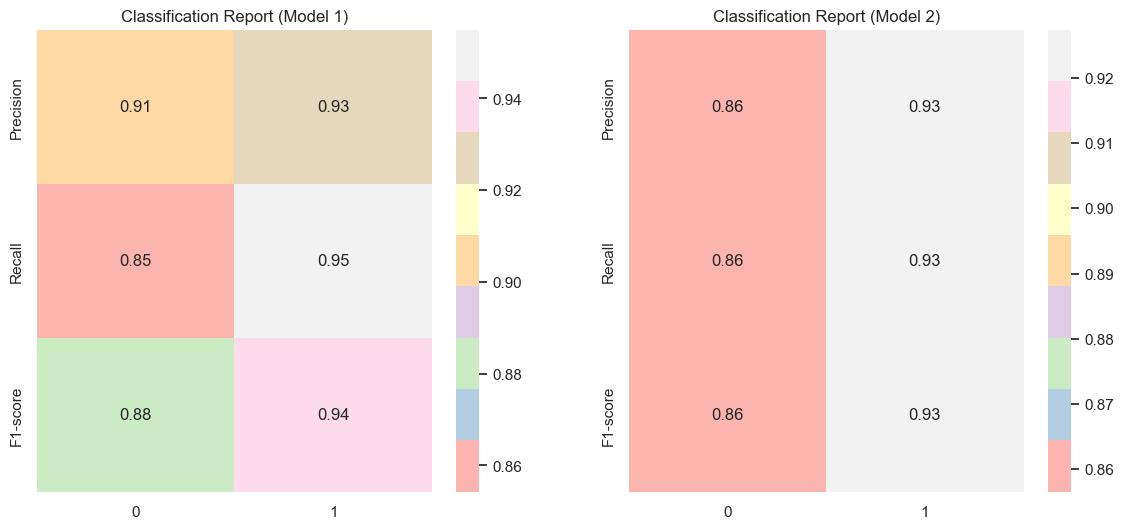 Classification Report (Model 1)
Precision
0.91 0.93
Recall
0.85 0.95
F1-score
0.88 0.94
0 1
0.94
0.92
0.90
0.88
0.86
Classification Report (Model 2)
Precision
0.86 0.93
Recall
0.86 0.93
F1-score
0.86 0.93
0 1
0.92
0.91
0.90
0.89
0.88
0.87
0.86